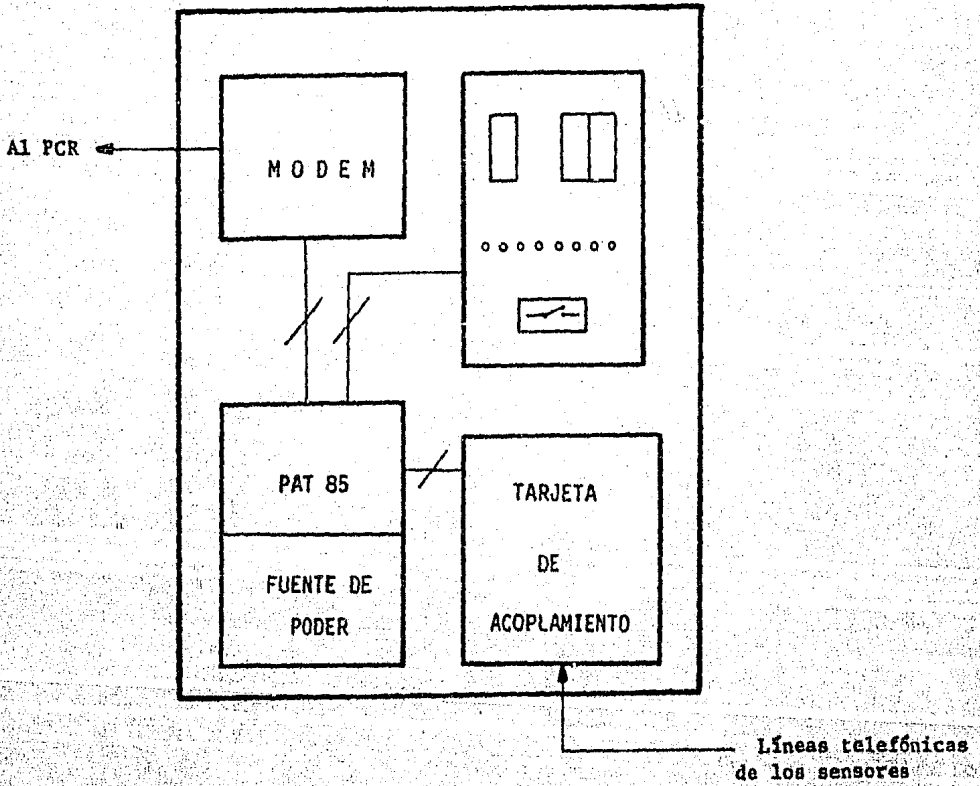 Al PCR
M O D E M
PAT 85
FUENTE DE
PODER
TARJETA
DE
ACOPLAMIENTO
Líneas telefónicas
de los sensores